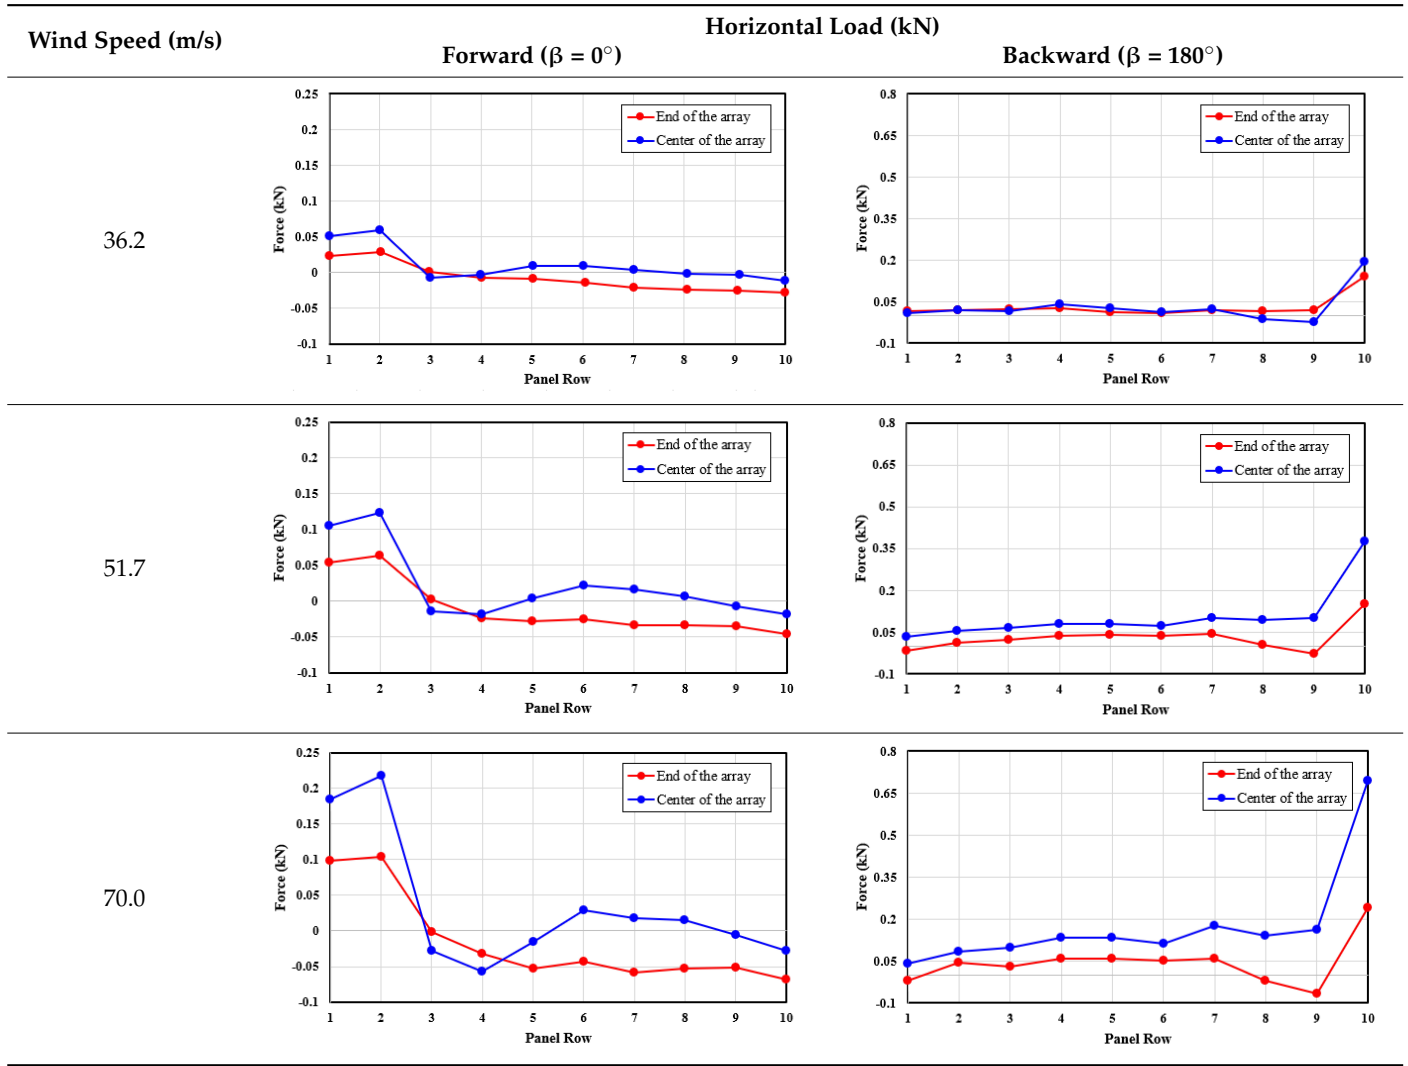 Wind Speed (m/s)
Horizontal Load (kN)
Forward (β = 0°)
Backward (β = 180°)
36.2
Force (kN)
0.25
0.2
0.15
0.1
0.05
0
-0.05
-0.1
End of the array
Center of the array
1 2 3 4 5 6 7 8 9 10
Panel Row
Force (kN)
0.8
0.65
0.5
0.35
0.2
0.05
-0.1
End of the array
Center of the array
1 2 3 4 5 6 7 8 9 10
Panel Row
51.7
Force (kN)
0.25
0.2
0.15
0.1
0.05
0
-0.05
-0.1
End of the array
Center of the array
1 2 3 4 5 6 7 8 9 10
Panel Row
Force (kN)
0.8
0.65
0.5
0.35
0.2
0.05
-0.1
End of the array
Center of the array
1 2 3 4 5 6 7 8 9 10
Panel Row
70.0
Force (kN)
0.25
0.2
0.15
0.1
0.05
0
-0.05
-0.1
End of the array
Center of the array
1 2 3 4 5 6 7 8 9 10
Panel Row
Force (kN)
0.8
0.65
0.5
0.35
0.2
0.05
-0.1
End of the array
Center of the array
1 2 3 4 5 6 7 8 9 10
Panel Row